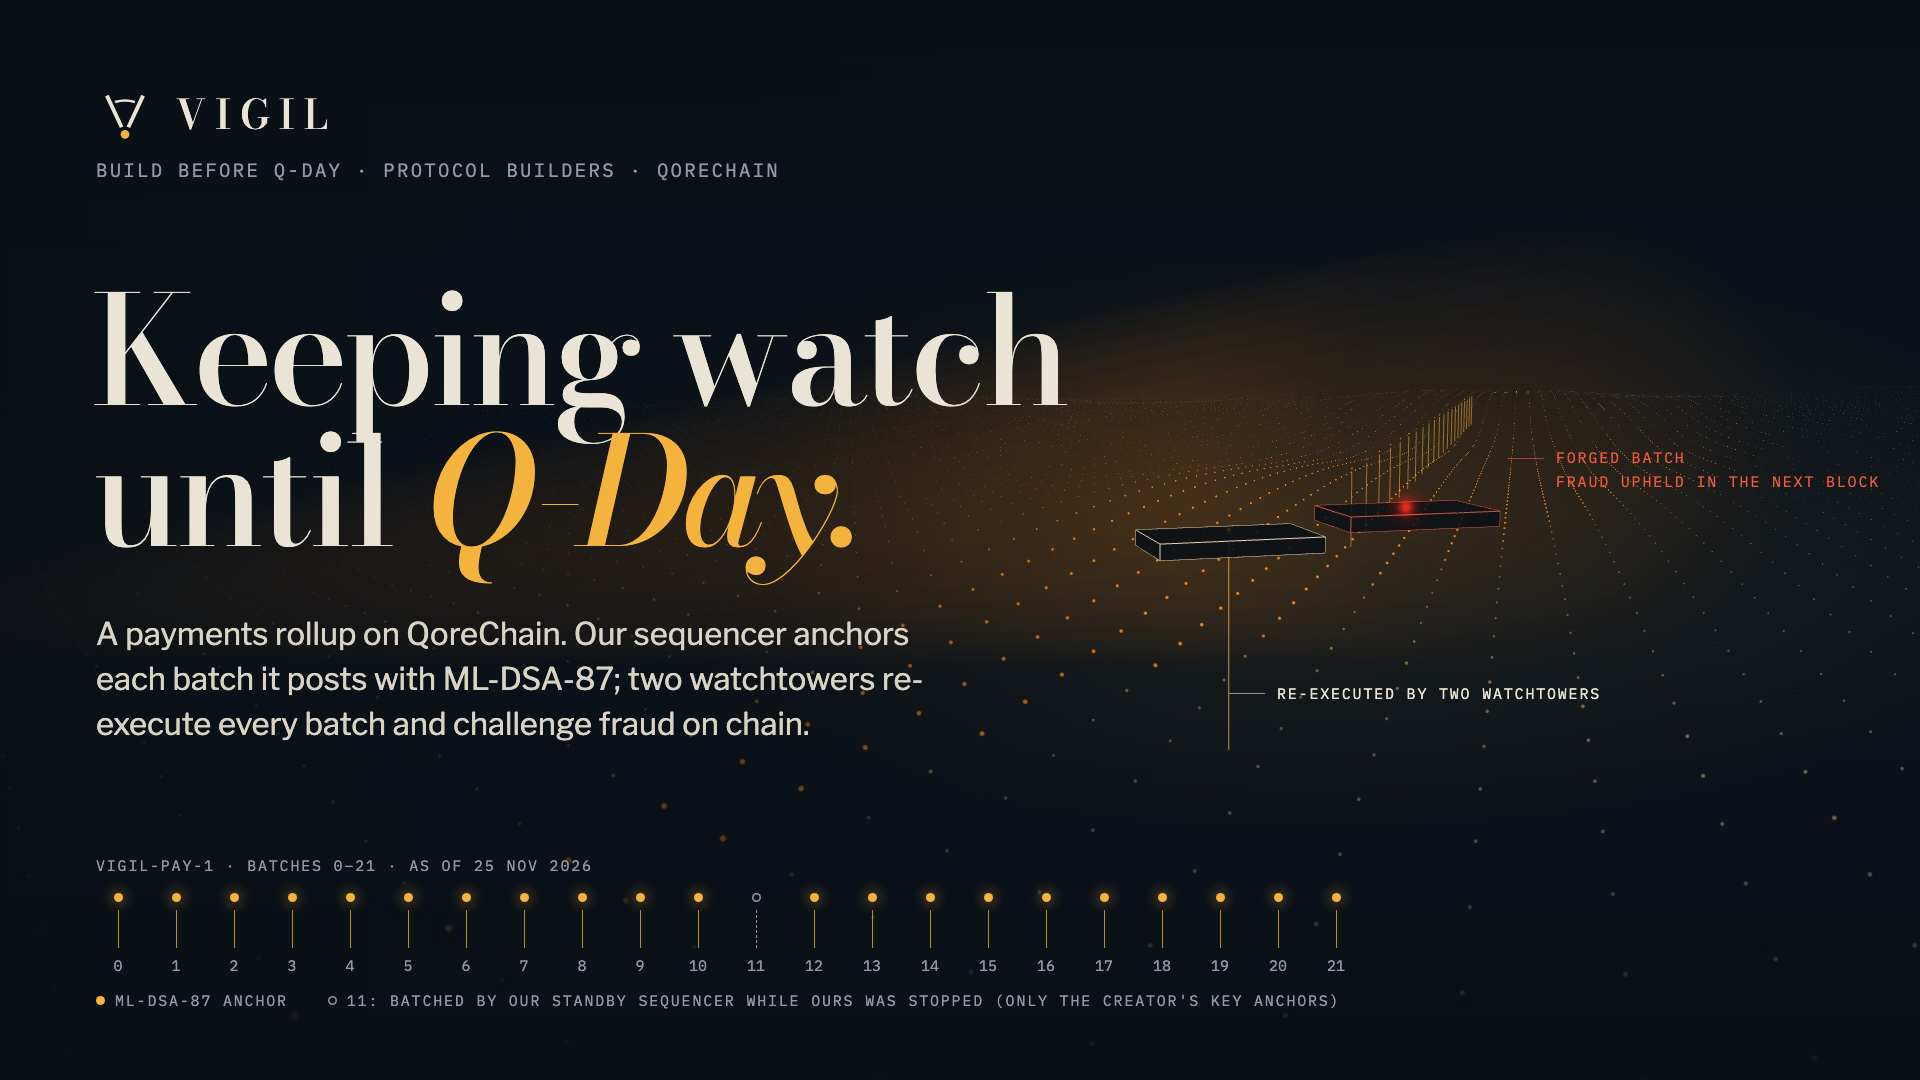 VIGIL
BUILD BEFORE Q-DAY · PROTOCOL BUILDERS · QORECHAIN
Keeping watch
until Q-Day.
A payments rollup on QoreChain. Our sequencer anchors
each batch it posts with ML-DSA-87; two watchtowers re-
execute every batch and challenge fraud on chain.
FORGED BATCH
FRAUD UPHELD IN THE NEXT BLOCK
RE-EXECUTED BY TWO WATCHTOWERS
VIGIL-PAY-1 · BATCHES 0–21 · AS OF 25 NOV 2026
0 1 2 3 4 5 6 7 8 9 10 11 12 13 14 15 16 17 18 19 20 21
ML-DSA-87 ANCHOR
11: BATCHED BY OUR STANDBY SEQUENCER WHILE OURS WAS STOPPED (ONLY THE CREATOR'S KEY ANCHORS)